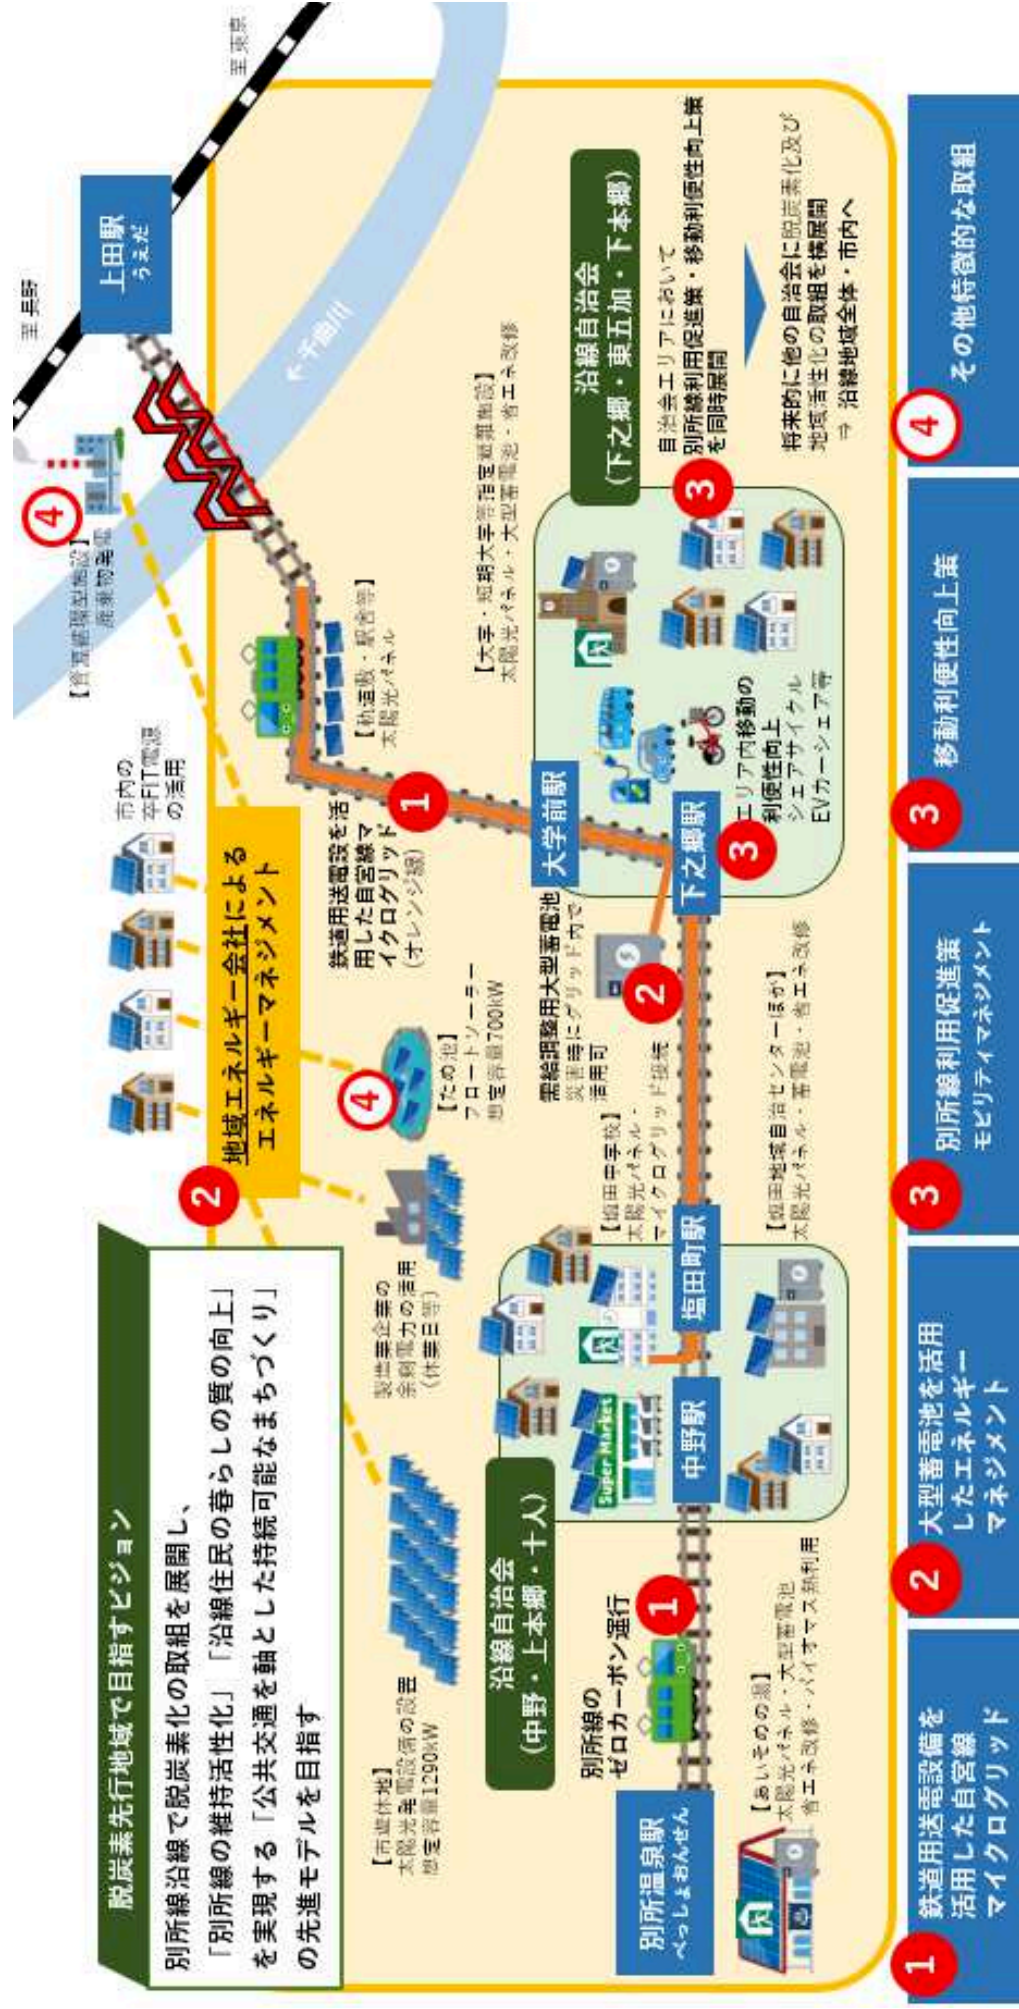 脱炭素先行地域で目指すビジョン
別所線沿線で脱炭素化の取組を展開し、
「別所線の維持活性化」「沿線住民の暮らしの質の向上」
を実現する「公共交通を軸とした持続可能なまちづくり」
の先進モデルを目指す
2
地域エネルギー会社による
エネルギーマネジメント
市内の
卒FIT電源
の活用
【資源循環型施設】
廃棄物発電
4
至 長野
上田駅
うえだ
至 東京
千曲川
【市遊休地】
太陽光発電設備の設置
想定容量1290kW
製造業企業の
余剰電力の活用
(休業日等)
4
【ため池】
フロートソーラー
想定容量700kW
鉄道用送電設を活
用した自営線マ
イクログリッド
(オレンジ線)
1
【軌道敷・駅舎等】
太陽光パネル
沿線自治会
(中野・上本郷・十人)
別所線の
ゼロカーボン運行
1
別所温泉駅
べっしょおんせん
【あいそめの湯】
太陽光パネル・大型蓄電池
省エネ改修・バイオマス熱利用
Super Market
中野駅
塩田町駅
【塩田中学校】
太陽光パネル・
マイクログリッド接続
【塩田地域自治センターほか】
太陽光パネル・蓄電池・省エネ改修
需給調整用大型蓄電池
災害時にグリッド内で
活用可
2
大学前駅
下之郷駅
3
エリア内移動の
利便性向上
シェアサイクル
EVカーシェア等
【大学・短期大学等指定避難施設】
太陽光パネル・大型蓄電池・省エネ改修
沿線自治会
(下之郷・東五加・下本郷)
3
自治会エリアにおいて
別所線利用促進策・移動利便性向上策
を同時展開
将来的に他の自治会に脱炭素化及び
地域活性化の取組を横展開
⇒ 沿線地域全体・市内へ
1
鉄道用送電設備を
活用した自営線
マイクログリッド
2
大型蓄電池を活用
したエネルギー
マネジメント
3
別所線利用促進策
モビリティマネジメント
3
移動利便性向上策
4
その他特徴的な取組